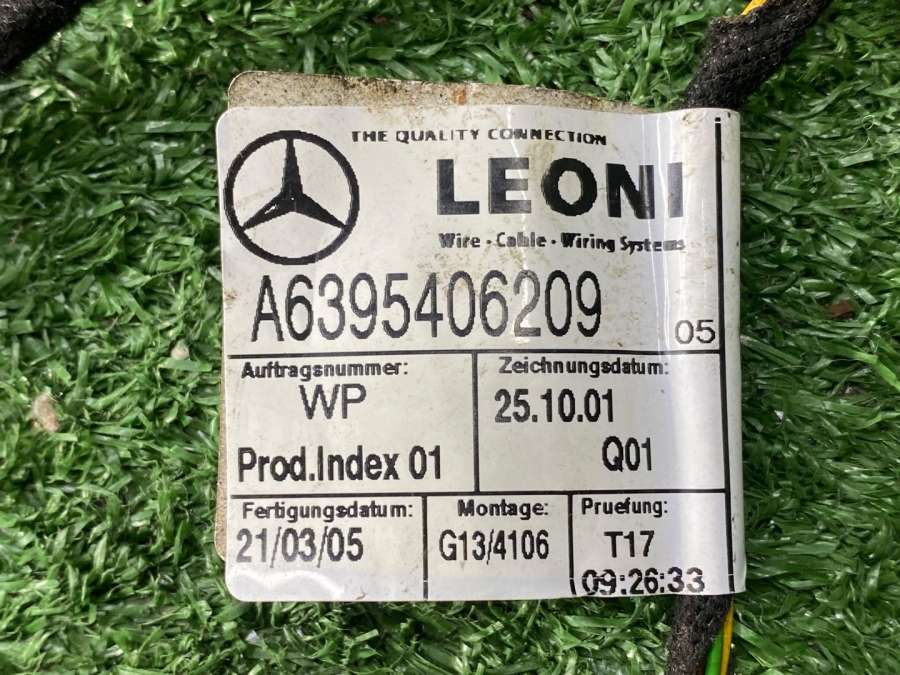 THE QUALITY CONNECTION
LEONI
Wire - Cable - Wiring Systems
A6395406209 05
Auftragsnummer:
WP
Prod.Index 01
Zeichnungsdatum:
25.10.01
Q01
Fertigungsdatum:
21/03/05
Montage:
G13/4106
Pruefung:
T17
09:26:33